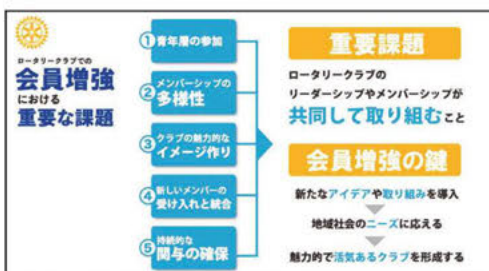 ロータリークラブでの
会員増強
における
重要な課題
①青年層の参加
②メンバーシップの
多様性
③クラブの魅力的な
イメージ作り
④新しいメンバーの
受け入れと統合
⑤持続的な
関与の確保
重要課題
ロータリークラブの
リーダーシップやメンバーシップが
共同して取り組むこと
会員増強の鍵
新たなアイデアや取り組みを導入
地域社会のニーズに応える
魅力的で活気あるクラブを形成する